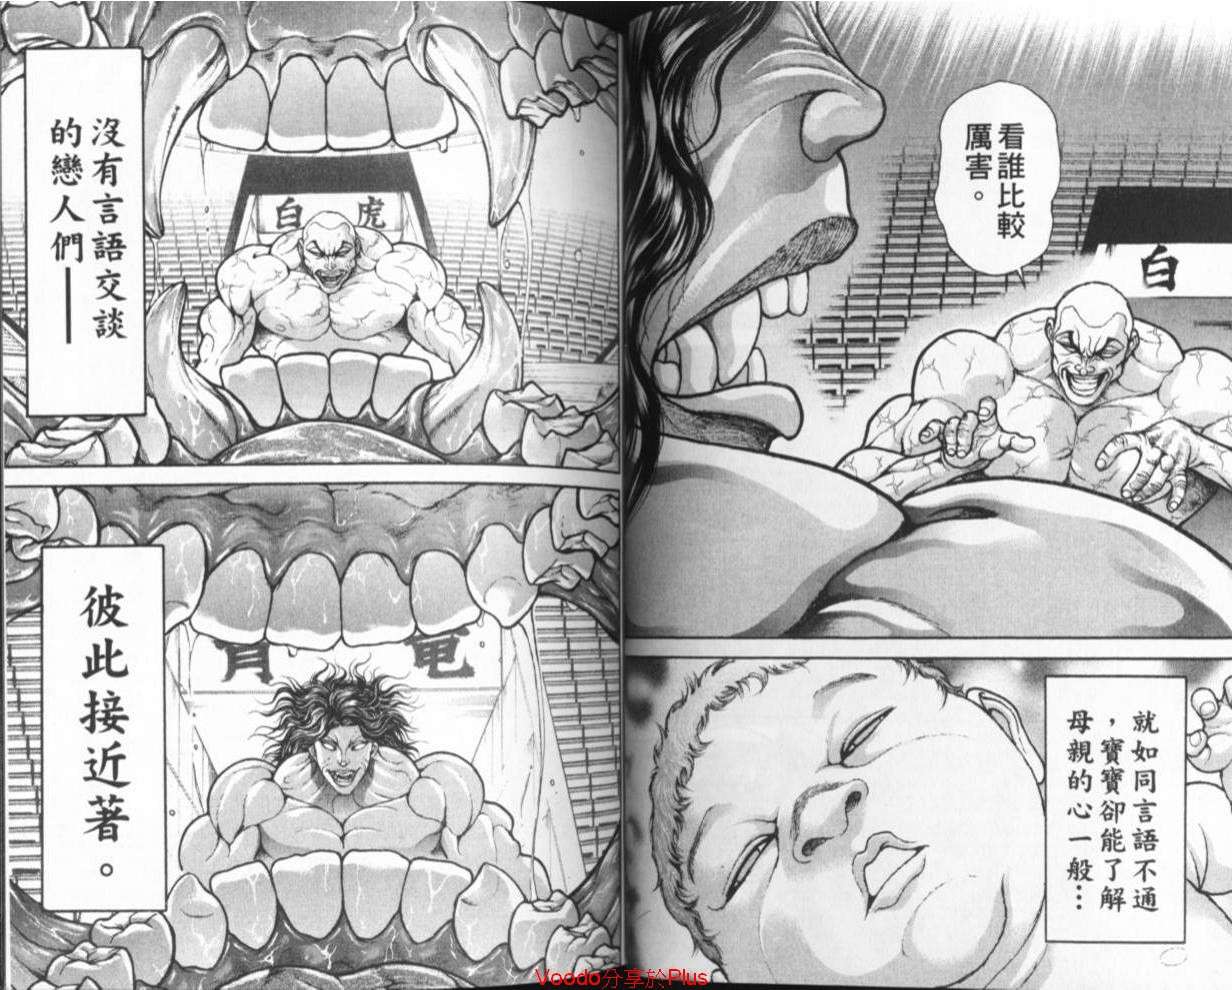 看誰比較
厲害。
白
就如同言語不通
，寶寶卻能了解
母親的心一般…
沒有言語交談
的戀人們——
白虎
彼此接近著。
青竜
Voodo分享於Plus